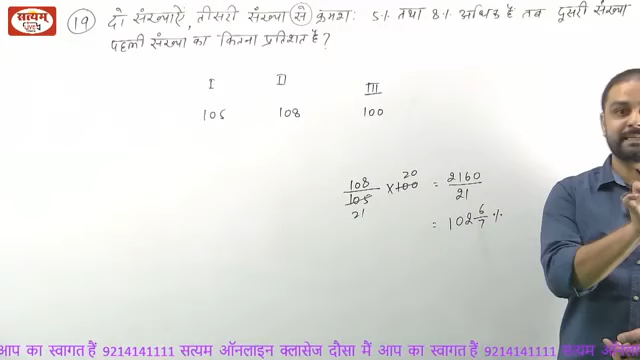 सत्यम्
(19) दो संख्याऐं, तीसरी संख्या से क्रमशः 5% तथा 8% अधिक है तब दूसरी संख्या
पहली संख्या का कितना प्रतिशत है ?
I II III
105 108 100
108/105 × 100 = 2160/21
20
21
= 102 6/7 %
आप का स्वागत हैं 9214141111 सत्यम ऑनलाइन क्लासेज दौसा मैं आप का स्वागत हैं 9214141111 सत्यम